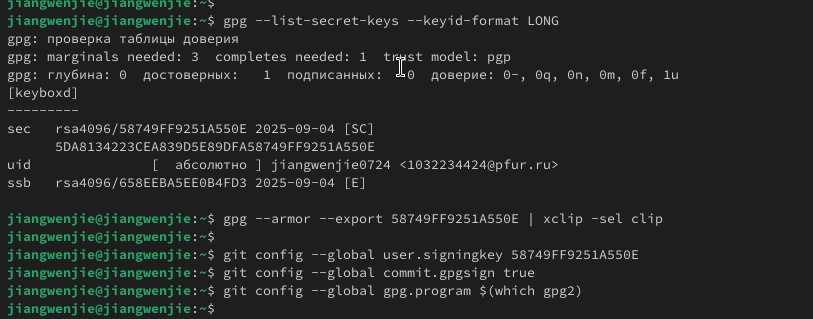 jiangwenjie@jiangwenjie:~$
jiangwenjie@jiangwenjie:~$ gpg --list-secret-keys --keyid-format LONG
gpg: проверка таблицы доверия
gpg: marginals needed: 3  completes needed: 1  trust model: pgp
gpg: глубина: 0  достоверных:   1  подписанных:   0  доверие: 0-, 0q, 0n, 0m, 0f, 1u
[keyboxd]
---------
sec   rsa4096/58749FF9251A550E 2025-09-04 [SC]
      5DA8134223CEA839D5E89DFA58749FF9251A550E
uid              [  абсолютно ] jiangwenjie0724 <1032234424@pfur.ru>
ssb   rsa4096/658EEBA5EE0B4FD3 2025-09-04 [E]
jiangwenjie@jiangwenjie:~$ gpg --armor --export 58749FF9251A550E | xclip -sel clip
jiangwenjie@jiangwenjie:~$
jiangwenjie@jiangwenjie:~$ git config --global user.signingkey 58749FF9251A550E
jiangwenjie@jiangwenjie:~$ git config --global commit.gpgsign true
jiangwenjie@jiangwenjie:~$ git config --global gpg.program $(which gpg2)
jiangwenjie@jiangwenjie:~$